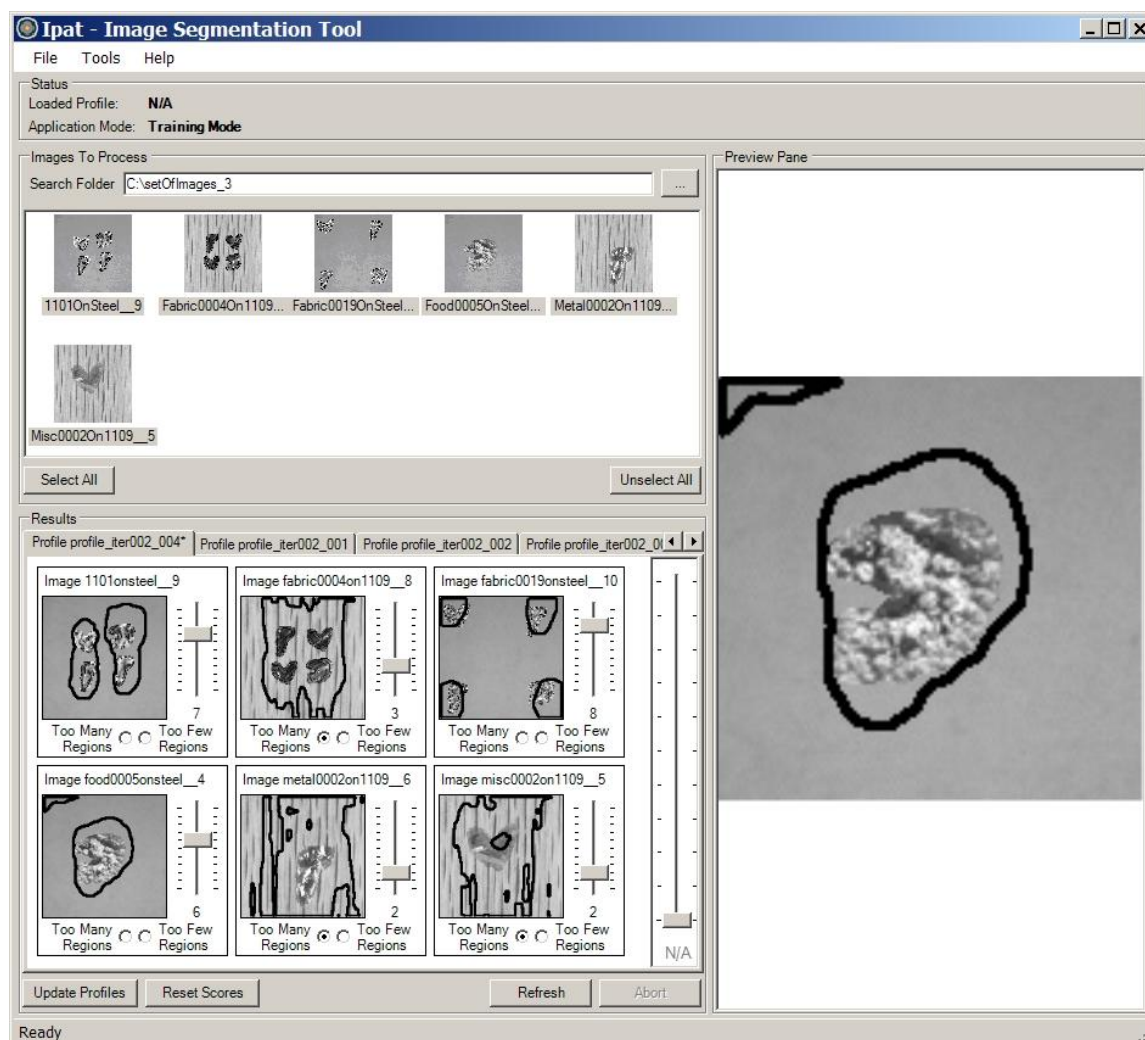 Ipat - Image Segmentation Tool
File Tools Help
Status
Loaded Profile: N/A
Application Mode: Training Mode
Images To Process
Search Folder C:\setOfImages_3 ...
1101OnSteel__9 Fabric0004On1109... Fabric0019OnSteel... Food0005OnSteel... Metal0002On1109...
Misc0002On1109__5
Select All Unselect All
Results
Profile profile_iter002_004* Profile profile_iter002_001 Profile profile_iter002_002 Profile profile_iter002_0
Image 1101onsteel__9 Image fabric0004on1109__8 Image fabric0019onsteel__10
7 3 8
Too Many Regions Too Few Regions Too Many Regions Too Few Regions Too Many Regions Too Few Regions
Image food0005onsteel__4 Image metal0002on1109__6 Image misc0002on1109__5
6 2 2
Too Many Regions Too Few Regions Too Many Regions Too Few Regions Too Many Regions Too Few Regions
N/A
Update Profiles Reset Scores Refresh Abort
Ready
Preview Pane